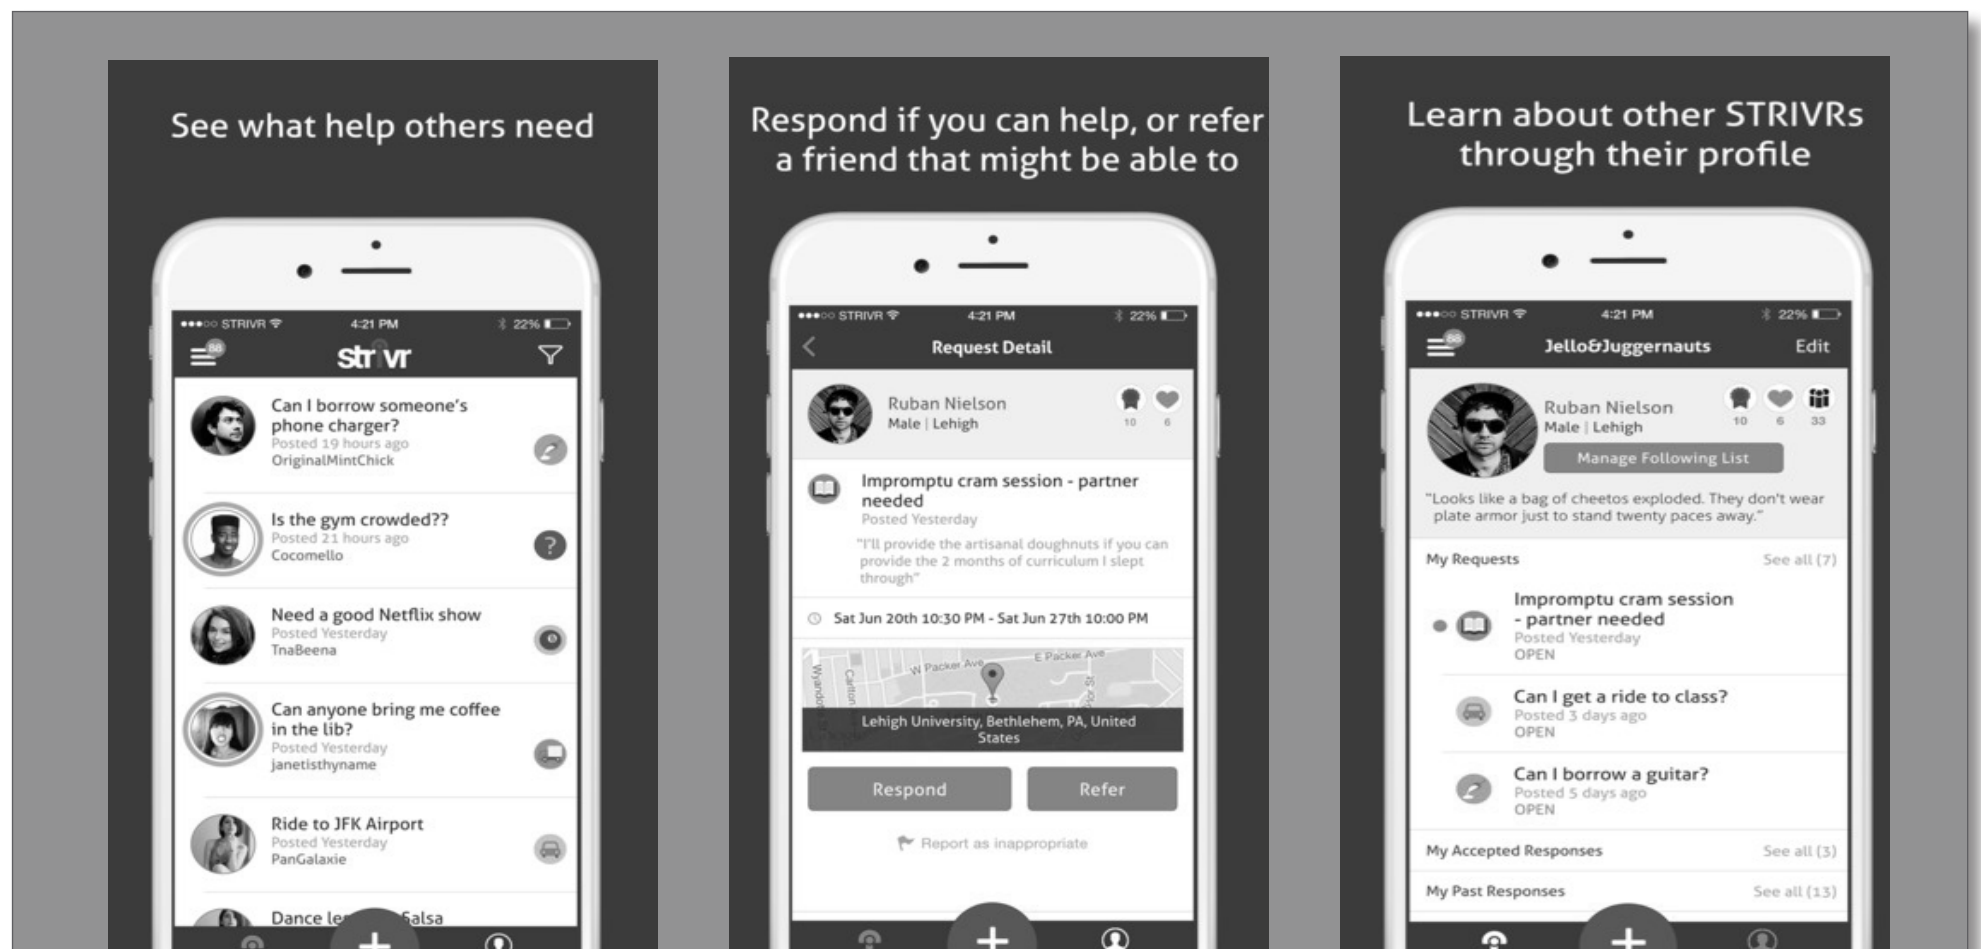 See what help others need
STRIVR
4:21 PM
22%
88
strivr
Can I borrow someone's
phone charger?
Posted 19 hours ago
OriginalMintChick
Is the gym crowded??
Posted 21 hours ago
Cocomello
?
Need a good Netflix show
Posted Yesterday
TnaBeena
8
Can anyone bring me coffee
in the lib?
Posted Yesterday
janetisthyname
Ride to JFK Airport
Posted Yesterday
PanGalaxie
Dance Salsa
+
Respond if you can help, or refer
a friend that might be able to
STRIVR
4:21 PM
22%
Request Detail
Ruban Nielson
Male | Lehigh
10
6
Impromptu cram session - partner
needed
Posted Yesterday
"I'll provide the artisanal doughnuts if you can
provide the 2 months of curriculum I slept
through"
Sat Jun 20th 10:30 PM - Sat Jun 27th 10:00 PM
W Packer Ave
E Packer Ave
Lehigh University, Bethlehem, PA, United
States
Respond
Refer
Report as inappropriate
+
Learn about other STRIVRs
through their profile
STRIVR
4:21 PM
22%
88
Jello&Juggernauts
Edit
Ruban Nielson
Male | Lehigh
10
6
33
Manage Following List
"Looks like a bag of cheetos exploded. They don't wear
plate armor just to stand twenty paces away."
My Requests
See all (7)
Impromptu cram session
- partner needed
Posted Yesterday
OPEN
Can I get a ride to class?
Posted 3 days ago
OPEN
Can I borrow a guitar?
Posted 5 days ago
OPEN
My Accepted Responses
See all (3)
My Past Responses
See all (13)
+